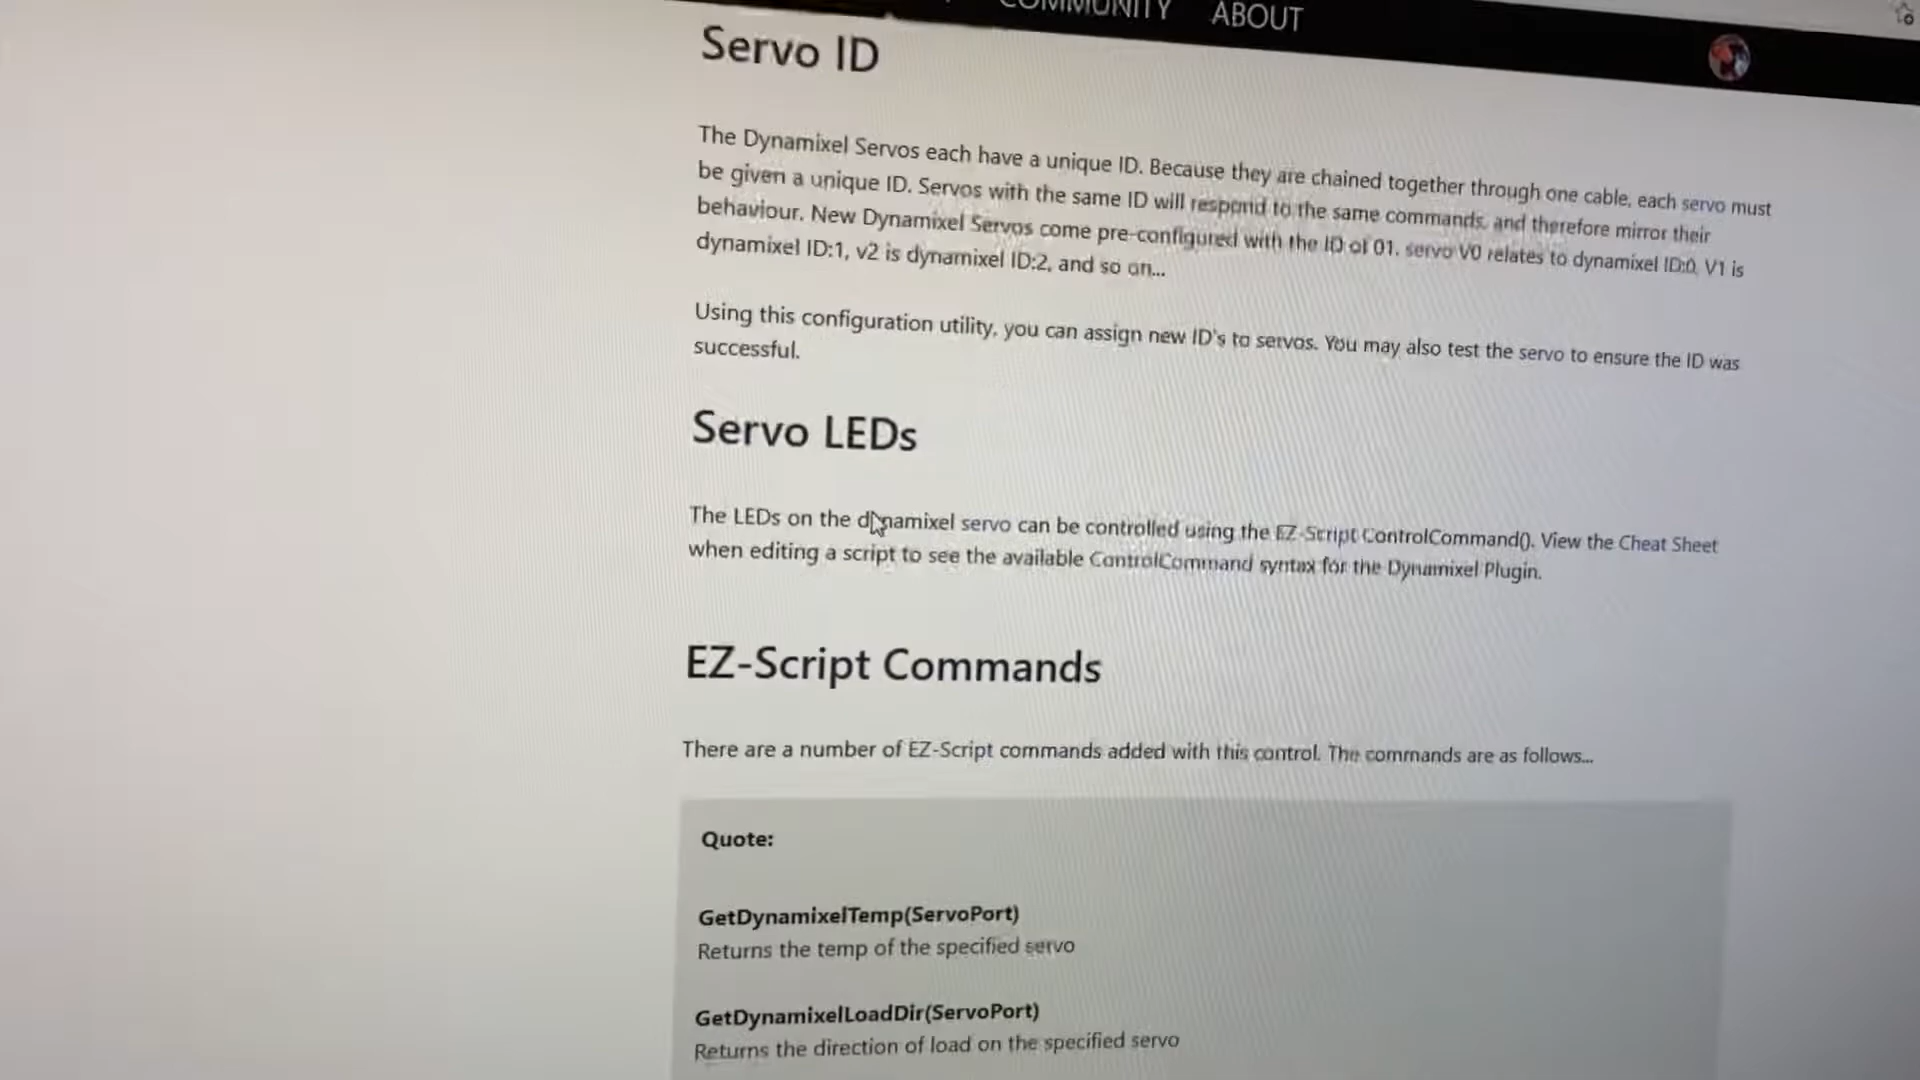 COMMUNITY ABOUT
Servo ID
The Dynamixel Servos each have a unique ID. Because they are chained together through one cable, each servo must
be given a unique ID. Servos with the same ID will respond to the same commands, and therefore mirror their
behaviour. New Dynamixel Servos come pre-configured with the ID of 01. servo V0 relates to dynamixel ID:0, V1 is
dynamixel ID:1, v2 is dynamixel ID:2, and so on...
Using this configuration utility, you can assign new ID's to servos. You may also test the servo to ensure the ID was
successful.
Servo LEDs
The LEDs on the dynamixel servo can be controlled using the EZ-Script ControlCommand(). View the Cheat Sheet
when editing a script to see the available ControlCommand syntax for the Dynamixel Plugin.
EZ-Script Commands
There are a number of EZ-Script commands added with this control. The commands are as follows...
Quote:
GetDynamixelTemp(ServoPort)
Returns the temp of the specified servo
GetDynamixelLoadDir(ServoPort)
Returns the direction of load on the specified servo